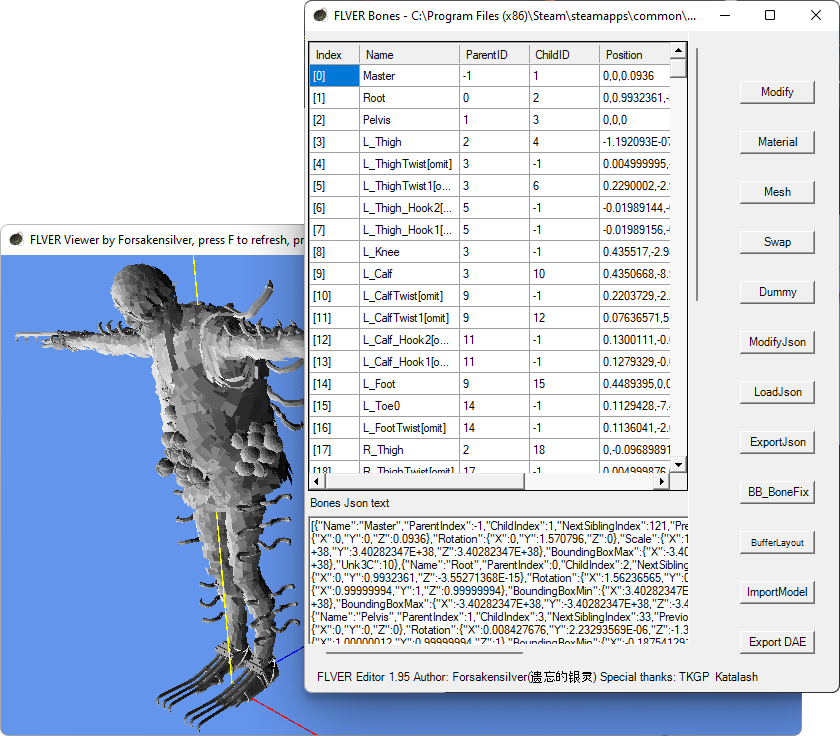 FLVER Bones - C:\Program Files (x86)\Steam\steamapps\common\...
Index Name ParentID ChildID Position
[0] Master -1 1 0,0,0.0936
[1] Root 0 2 0,0.9932361,-
[2] Pelvis 1 3 0,0,0
[3] L_Thigh 2 4 -1.192093E-07
[4] L_ThighTwist[omit] 3 -1 0.004999995,
[5] L_ThighTwist1[o... 3 6 0.2290002,-2.
[6] L_Thigh_Hook2[... 5 -1 -0.01989144,-
[7] L_Thigh_Hook1[... 5 -1 -0.01989156,-
[8] L_Knee 3 -1 0.435517,-2.9
[9] L_Calf 3 10 0.4350668,-8.
[10] L_CalfTwist[omit] 9 -1 0.2203729,-2.
[11] L_CalfTwist1[omit] 9 12 0.07636571,5
[12] L_Calf_Hook2[o... 11 -1 0.1300111,-0.
[13] L_Calf_Hook1[o... 11 -1 0.1279329,-0.
[14] L_Foot 9 15 0.4489395,0,0
[15] L_Toe0 14 -1 0.1129428,-7.
[16] L_FootTwist[omit] 14 -1 0.1136041,-2.
[17] R_Thigh 2 18 0,-0.09689891
[18] R_ThighTwist[omit] 17 -1 0.004999876
Modify
Material
Mesh
Swap
Dummy
ModifyJson
LoadJson
ExportJson
BB_BoneFix
BufferLayout
ImportModel
Export DAE
Bones Json text
[{"Name":"Master","ParentIndex":-1,"ChildIndex":1,"NextSiblingIndex":121,"Pre
{"X":0,"Y":0,"Z":0.0936},"Rotation":{"X":0,"Y":1.570796,"Z":0},"Scale":{"X":
+38,"Y":3.40282347E+38,"Z":3.40282347E+38},"BoundingBoxMax":{"X":-3.40
+38},"Unk3C":10},{"Name":"Root","ParentIndex":0,"ChildIndex":2,"NextSibling
{"X":0,"Y":0.9932361,"Z":-3.55271368E-15},"Rotation":{"X":1.56236565,"Y":
0.99999994,"Y":1,"Z":0.99999994},"BoundingBoxMin":{"X":3.40282347E
+38},"BoundingBoxMax":{"X":-3.40282347E+38,"Y":-3.40282347E+38,"Z":-3.4
{"Name":"Pelvis","ParentIndex":1,"ChildIndex":3,"NextSiblingIndex":33,"Previo
{"X":0,"Y":0,"Z":0},"Rotation":{"X":0.008427676,"Y":2.23293569E-06,"Z":-1.3
{"X":1.00000012,"Y":0.99999994,"Z":1},"BoundingBoxMin":{"X":-0.18754129
FLVER Editor 1.95 Author: Forsakensilver(遗忘的银灵) Special thanks: TKGP Katalash
FLVER Viewer by Forsakensilver, press F to refresh, pr